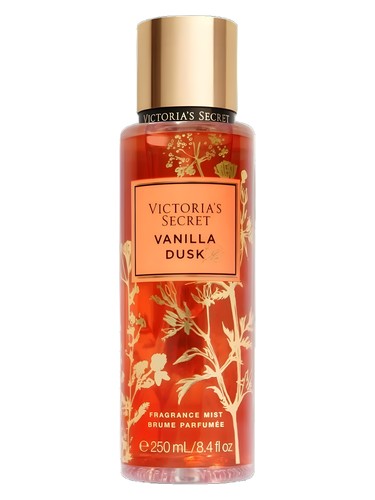 VICTORIA'S SECRET
VICTORIA'S
SECRET
VANILLA
DUSK
FRAGRANCE MIST
BRUME PARFUMÉE
℮250 mL/8.4 fl oz